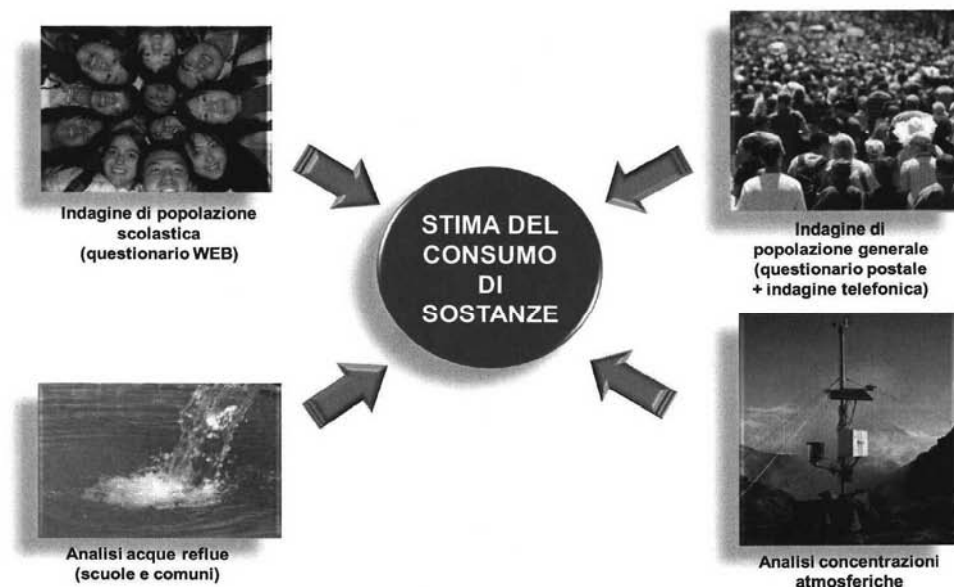 Indagine di popolazione
scolastica
(questionario WEB)
STIMA DEL
CONSUMO
DI
SOSTANZE
Indagine di
popolazione generale
(questionario postale
+ indagine telefonica)
Analisi acque reflue
(scuole e comuni)
Analisi concentrazioni
atmosferiche